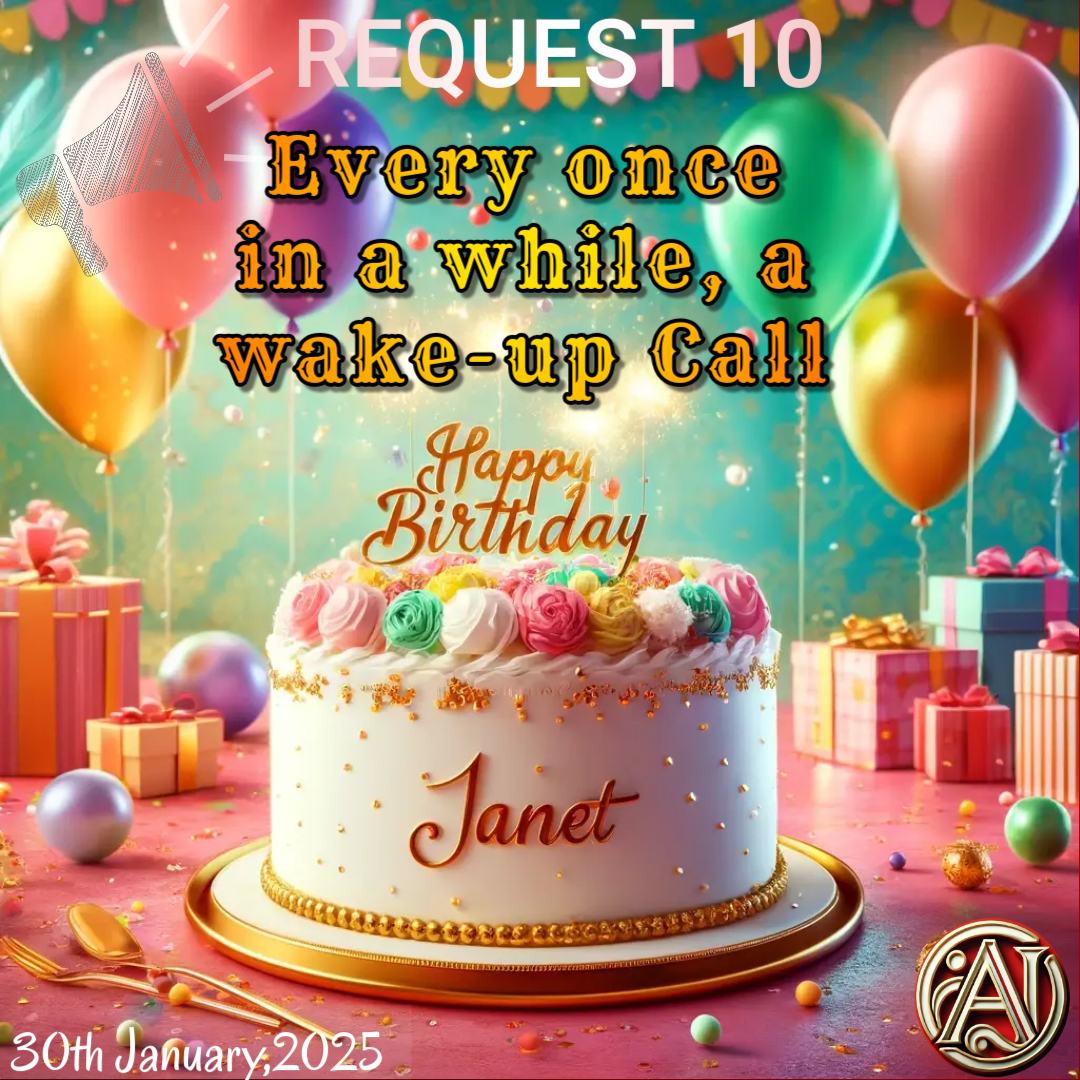 REQUEST 10
Every once
in a while, a
wake-up Call
Happy
Birthday
Janet
30th January,2025